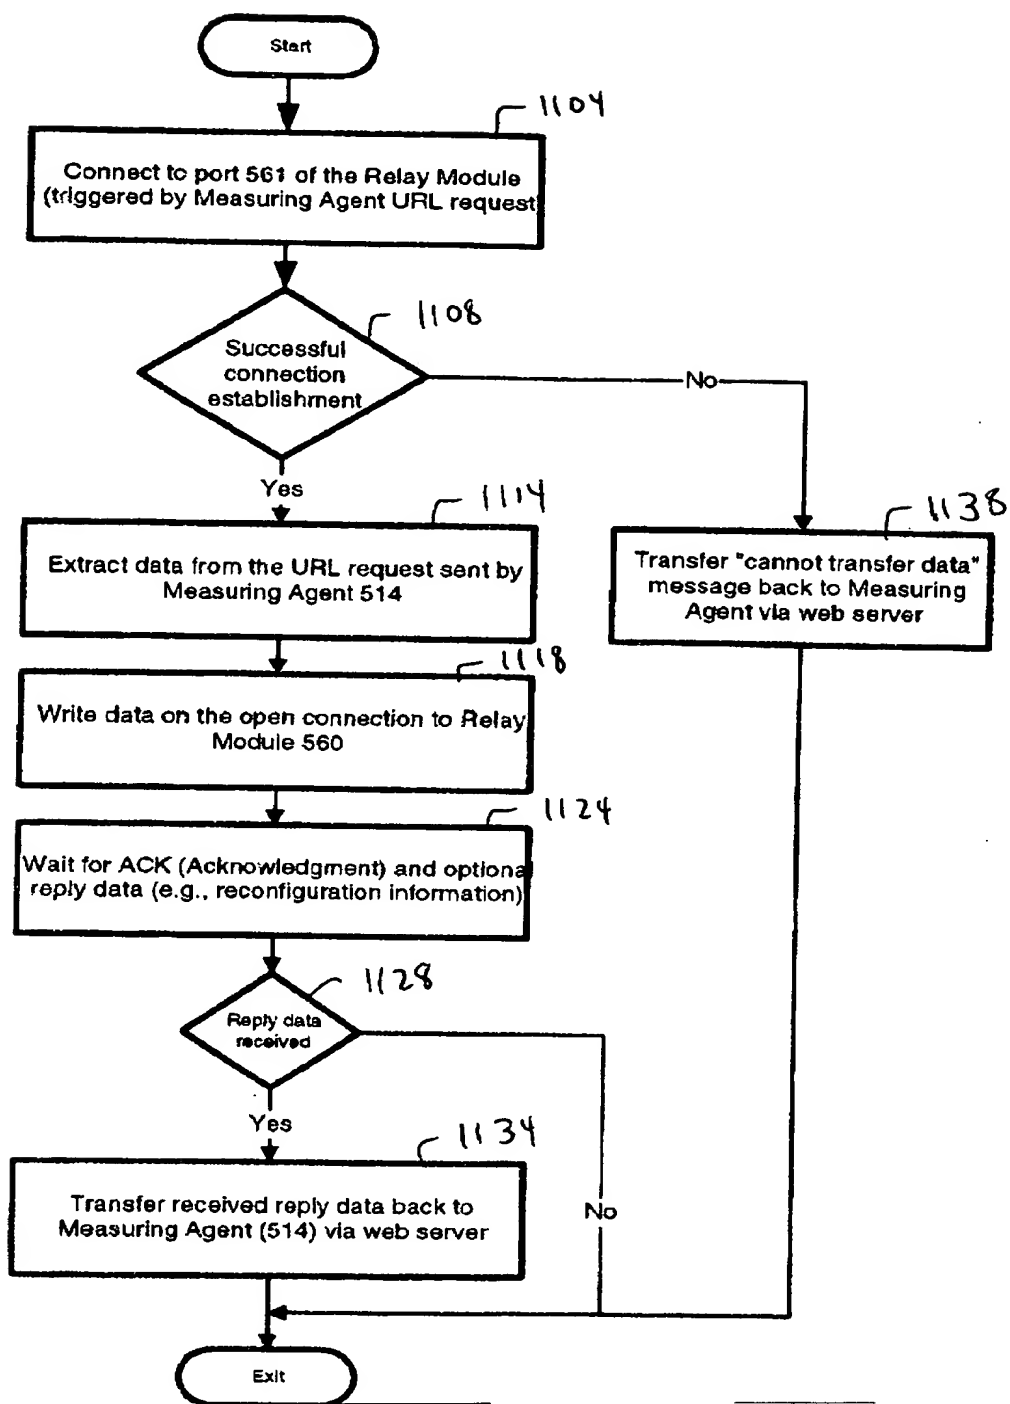 Start
1104
Connect to port 561 of the Relay Module
(triggered by Measuring Agent URL request
1108
Successful
connection
establishment
No
Yes
1114
Extract data from the URL request sent by
Measuring Agent 514
1138
Transfer "cannot transfer data"
message back to Measuring
Agent via web server
1118
Write data on the open connection to Relay
Module 560
1124
Wait for ACK (Acknowledgment) and optiona
reply data (e.g., reconfiguration information)
1128
Reply data
received
Yes
1134
Transfer received reply data back to
Measuring Agent (514) via web server
No
Exit